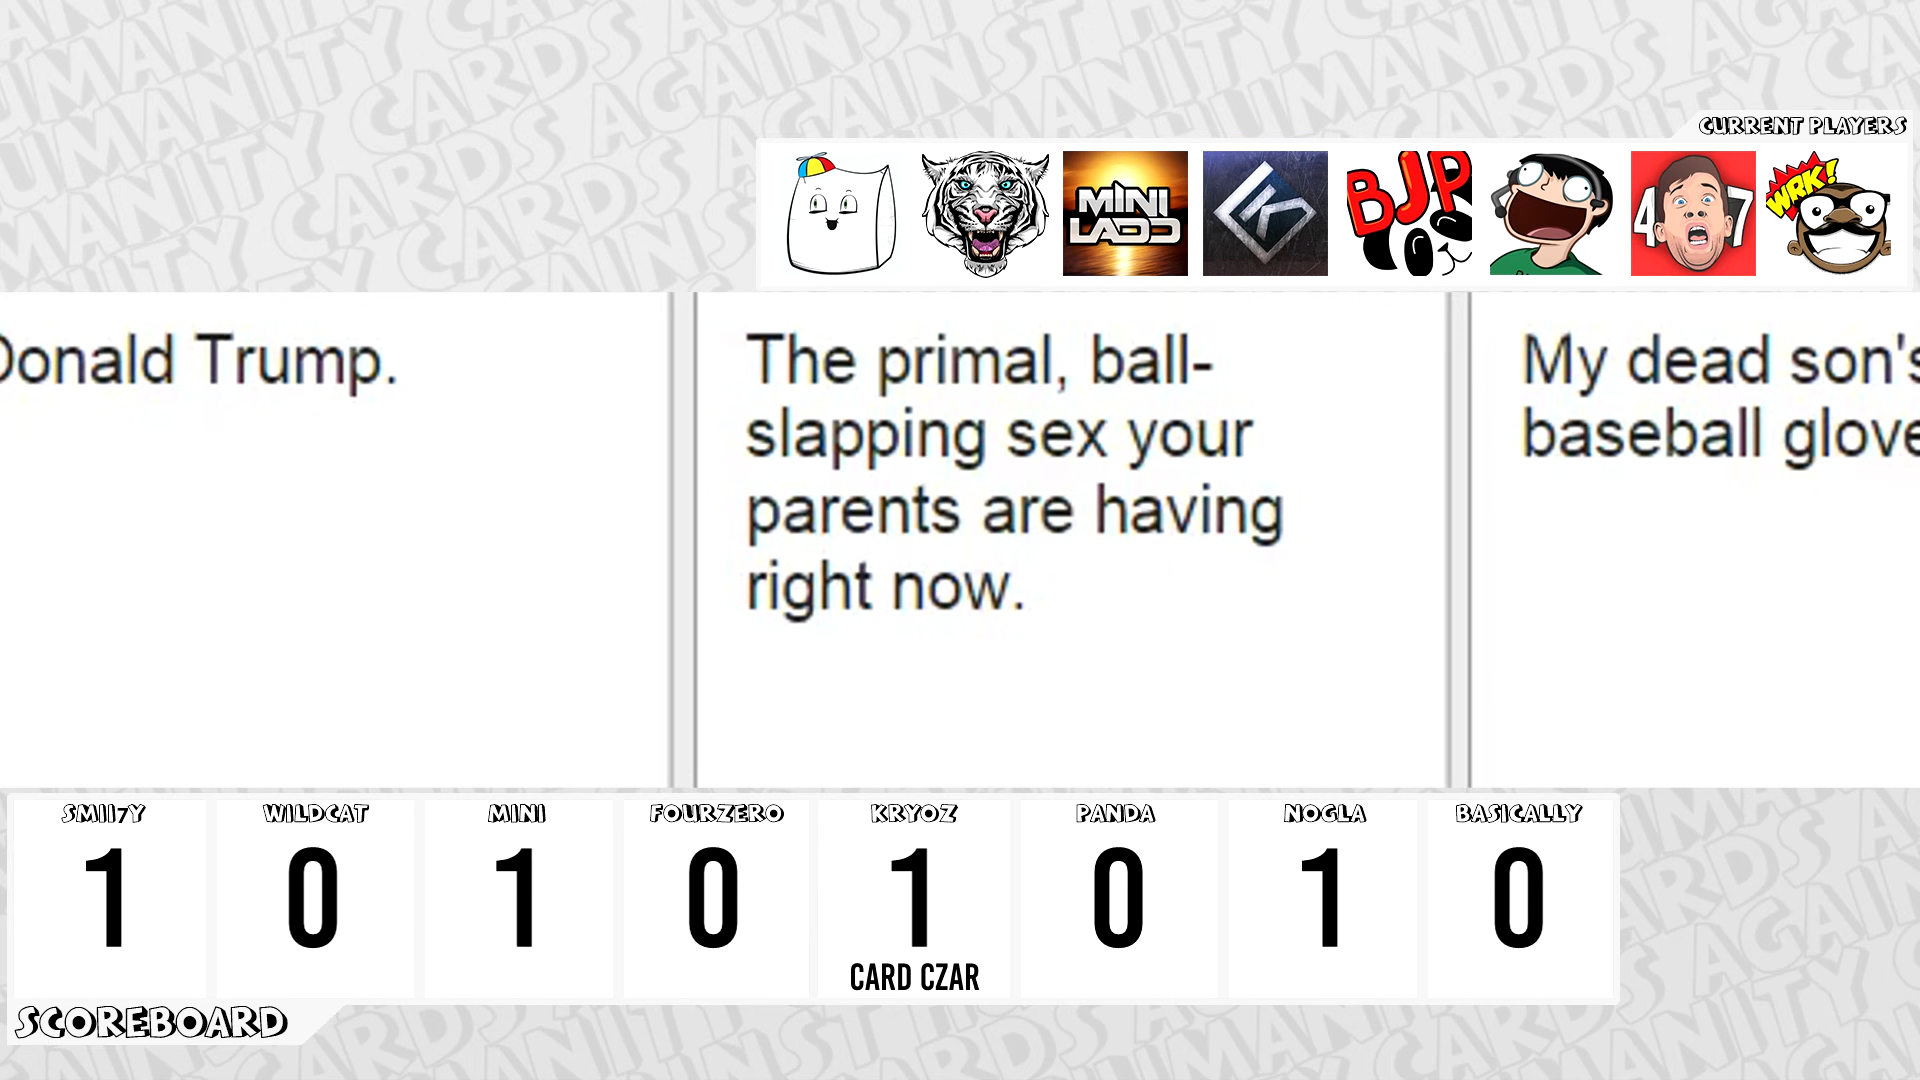 CURRENT PLAYERS
MINI
LADD
BJP
4 7
WRK!
Donald Trump.
The primal, ball-
slapping sex your
parents are having
right now.
My dead son's
baseball glove
SMII7Y
WILDCAT
MINI
FOURZERO
KRYOZ
PANDA
NOGLA
BASICALLY
1
0
1
0
1
0
1
0
CARD CZAR
SCOREBOARD